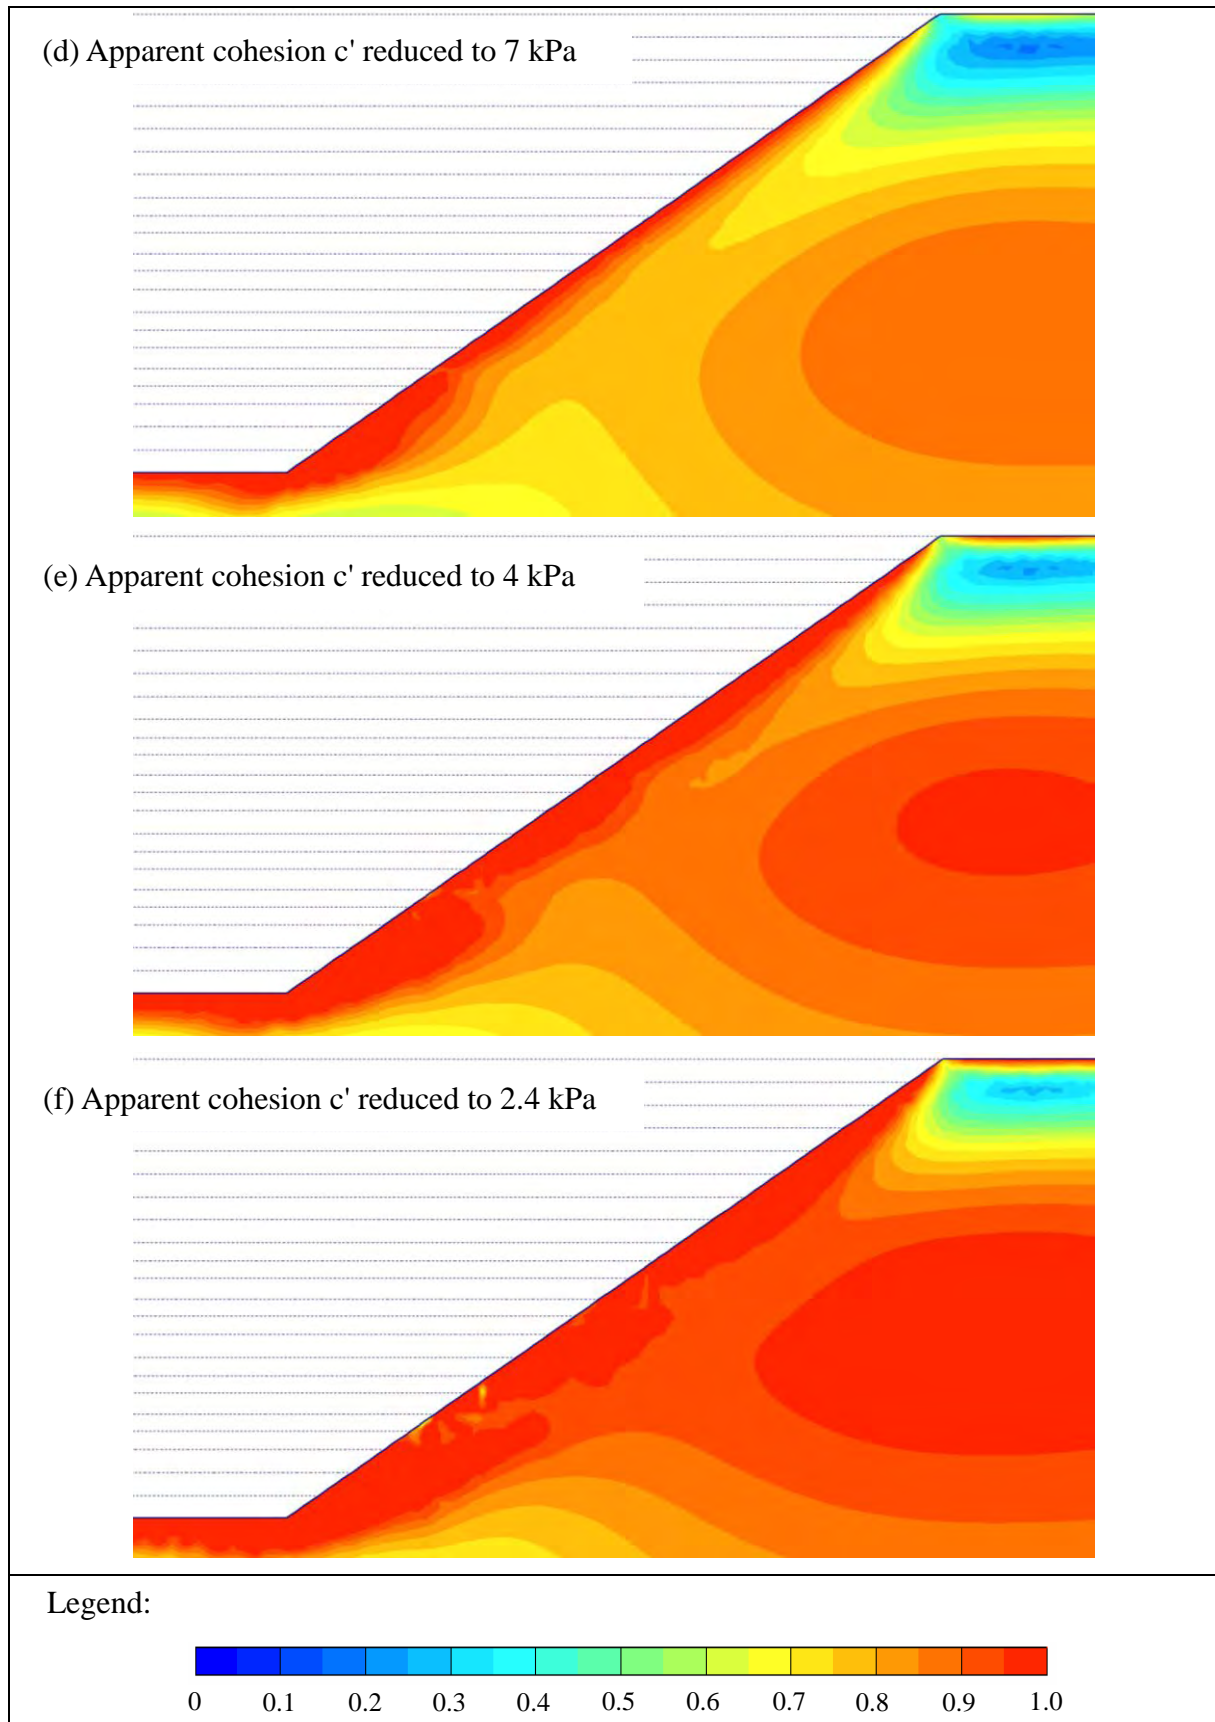 (d) Apparent cohesion c' reduced to 7 kPa
(e) Apparent cohesion c' reduced to 4 kPa
(f) Apparent cohesion c' reduced to 2.4 kPa
Legend:
0 0.1 0.2 0.3 0.4 0.5 0.6 0.7 0.8 0.9 1.0